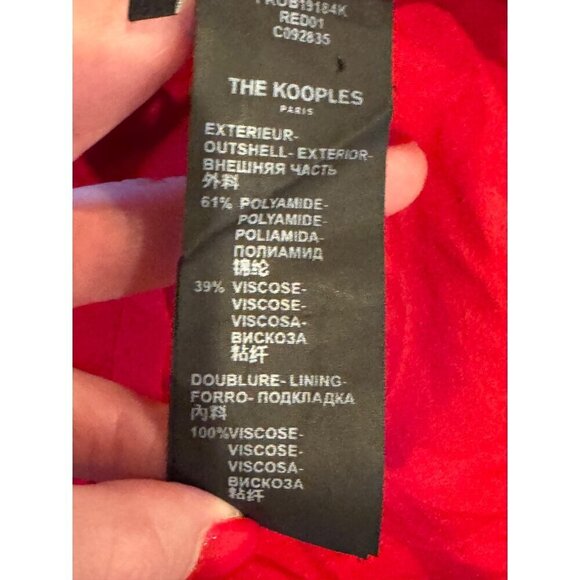 RED01
C092835
THE KOOPLES
PARIS
EXTERIEUR-
OUTSHELL- EXTERIOR-
ВНЕШНЯЯ ЧАСТЬ
外料
61% POLYAMIDE-
POLYAMIDE-
POLIAMIDA-
ПОЛИАМИД
锦纶
39% VISCOSE-
VISCOSE-
VISCOSA-
ВИСКОЗА
粘纤
DOUBLURE- LINING-
FORRO- ПОДКЛАДКА
内料
100%VISCOSE-
VISCOSE-
VISCOSA-
ВИСКОЗА
粘纤